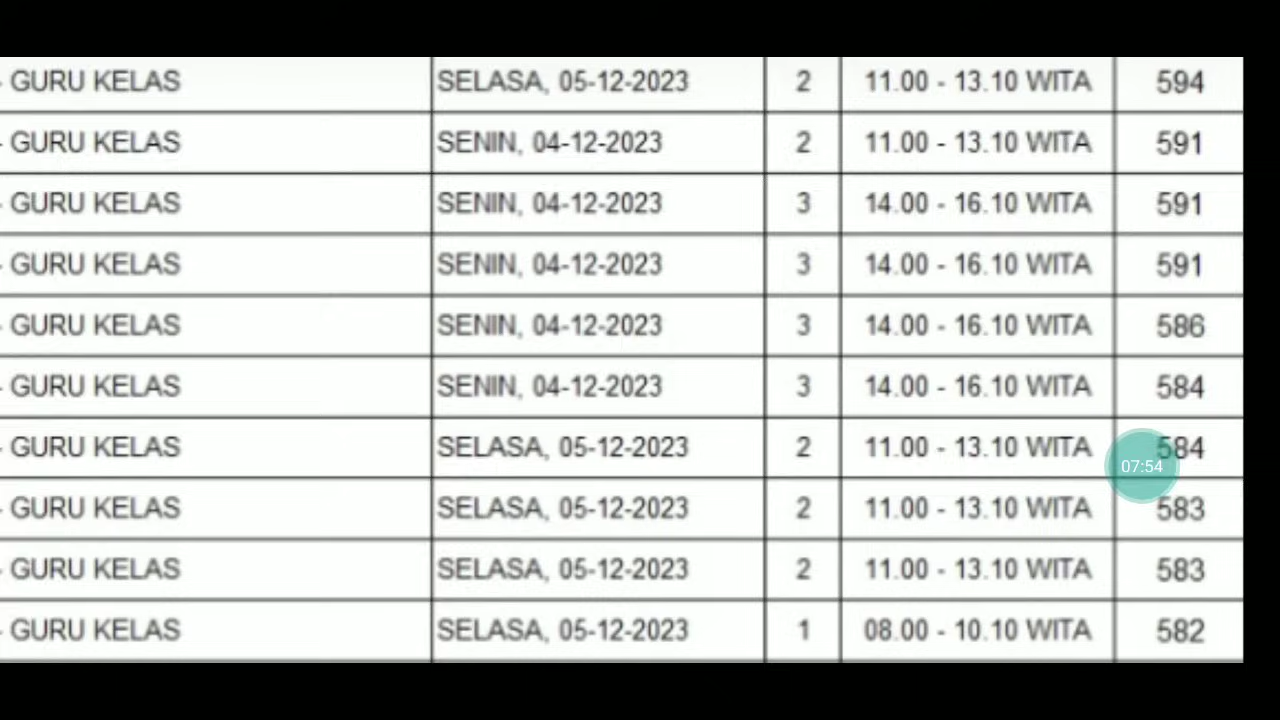 - GURU KELAS SELASA, 05-12-2023 2 11.00 - 13.10 WITA 594
- GURU KELAS SENIN, 04-12-2023 2 11.00 - 13.10 WITA 591
- GURU KELAS SENIN, 04-12-2023 3 14.00 - 16.10 WITA 591
- GURU KELAS SENIN, 04-12-2023 3 14.00 - 16.10 WITA 591
- GURU KELAS SENIN, 04-12-2023 3 14.00 - 16.10 WITA 586
- GURU KELAS SENIN, 04-12-2023 3 14.00 - 16.10 WITA 584
- GURU KELAS SELASA, 05-12-2023 2 11.00 - 13.10 WITA 584
07:54
- GURU KELAS SELASA, 05-12-2023 2 11.00 - 13.10 WITA 583
- GURU KELAS SELASA, 05-12-2023 2 11.00 - 13.10 WITA 583
- GURU KELAS SELASA, 05-12-2023 1 08.00 - 10.10 WITA 582